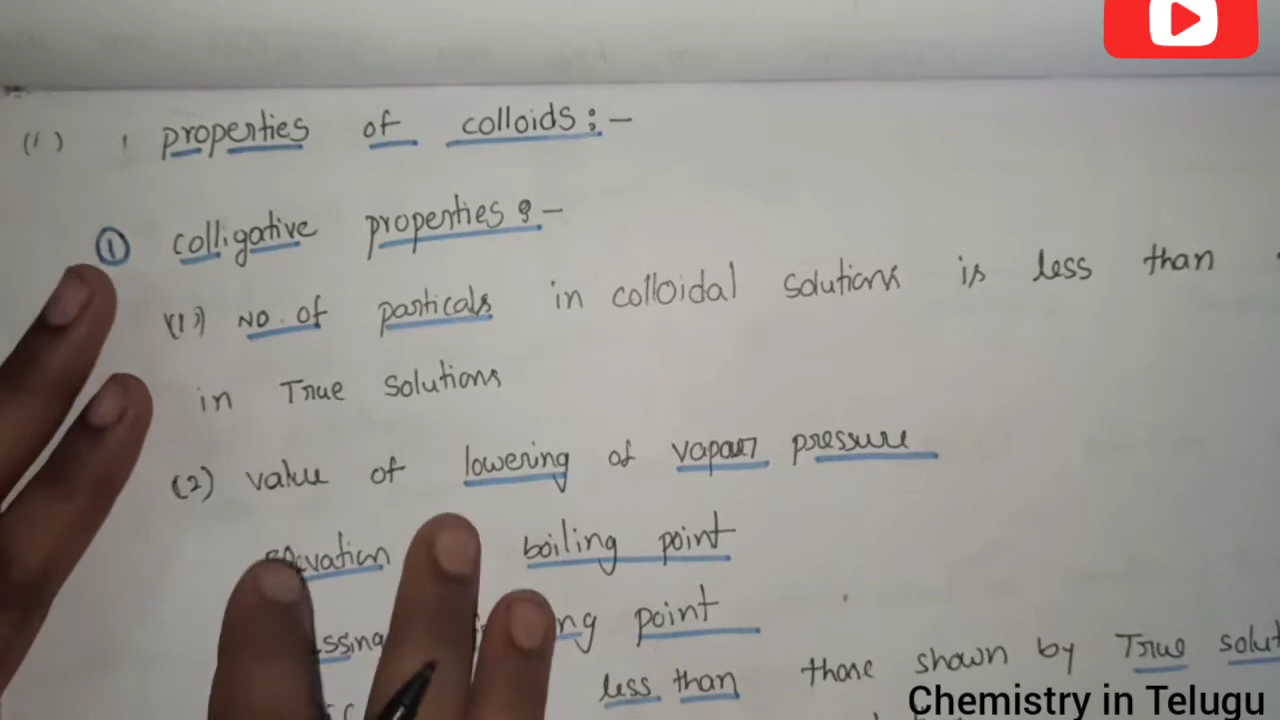 (1) properties of colloids :-
① colligative properties :-
(1) NO. of particals in colloidal solutions is less than
in True solutions
(2) value of lowering of vapour pressure
boiling point
point
less than those shown by True
Chemistry in Telugu